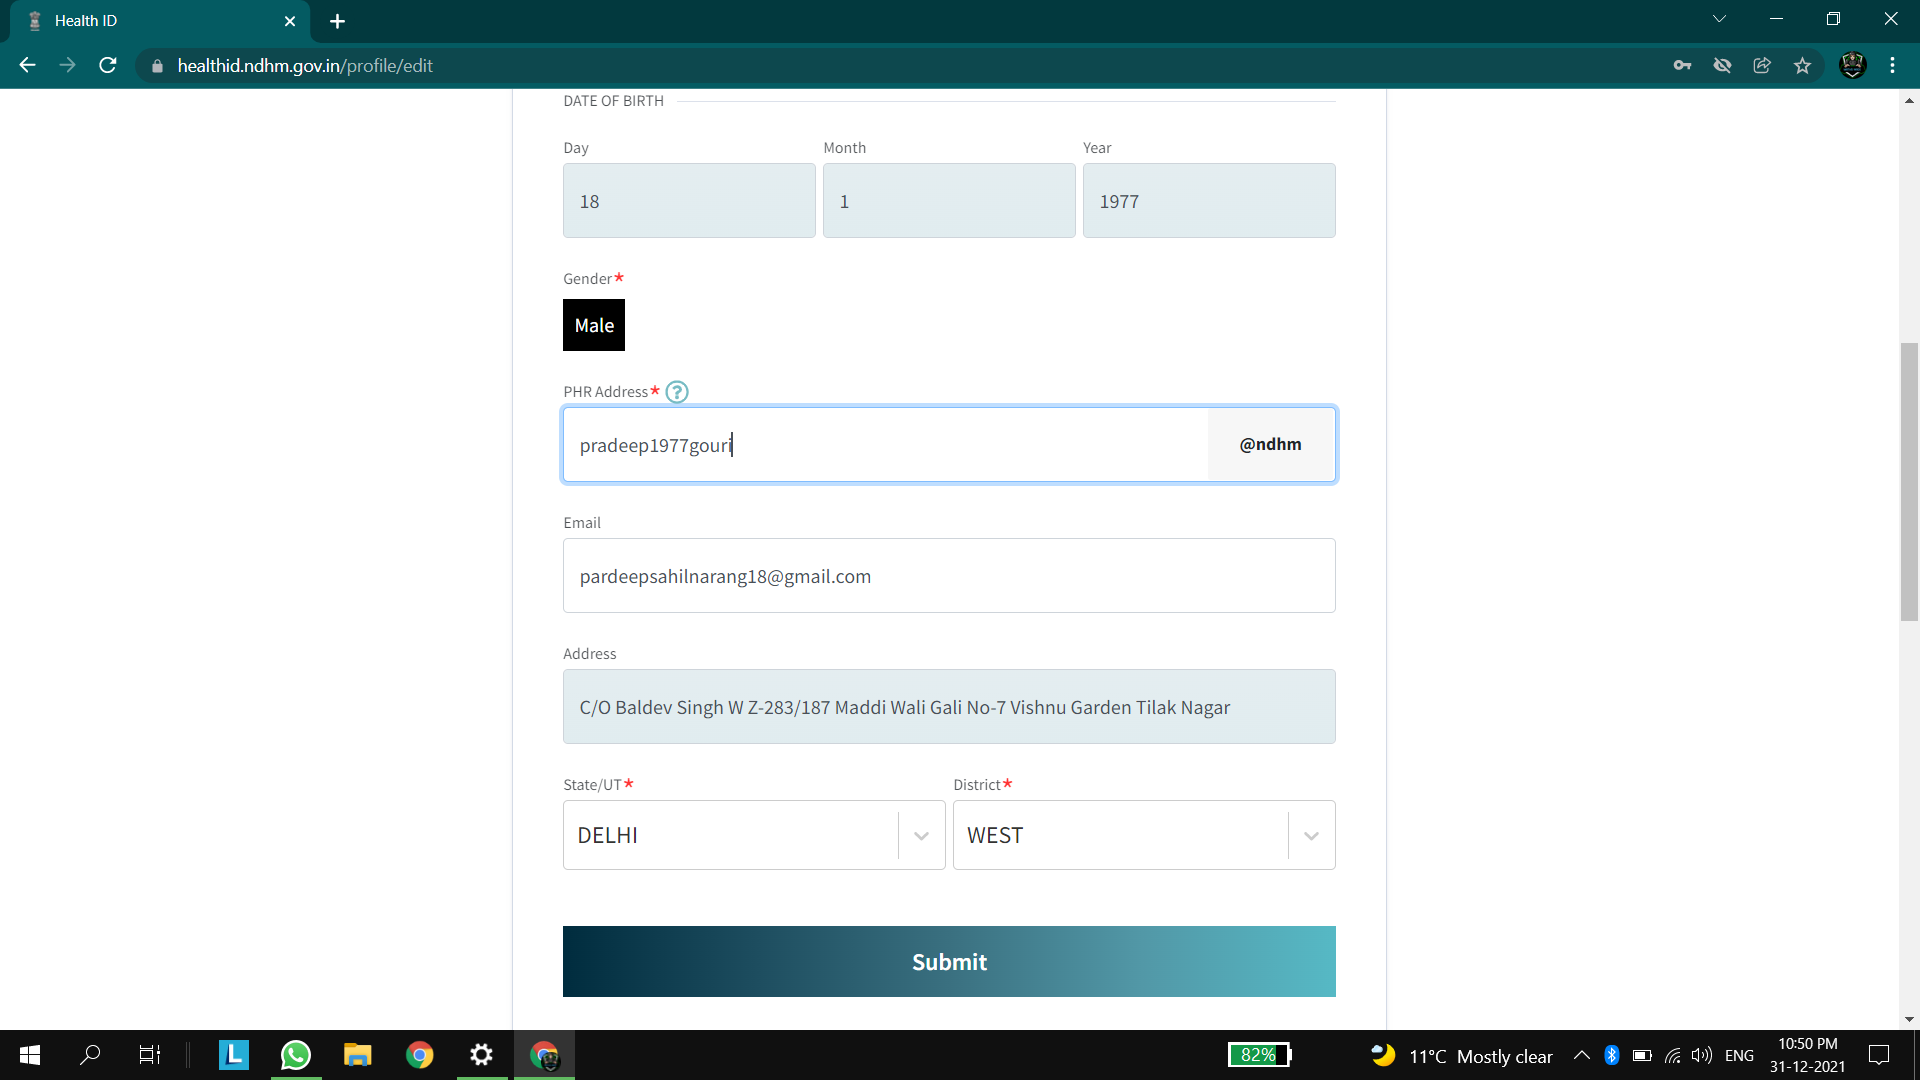 Health ID
healthid.ndhm.gov.in/profile/edit
DATE OF BIRTH
Day Month Year
18 1 1977
Gender*
Male
PHR Address* ?
pradeep1977gouri @ndhm
Email
pardeepsahilnarang18@gmail.com
Address
C/O Baldev Singh W Z-283/187 Maddi Wali Gali No-7 Vishnu Garden Tilak Nagar
State/UT* District*
DELHI WEST
Submit
L 82% 11°C Mostly clear ENG 10:50 PM
31-12-2021